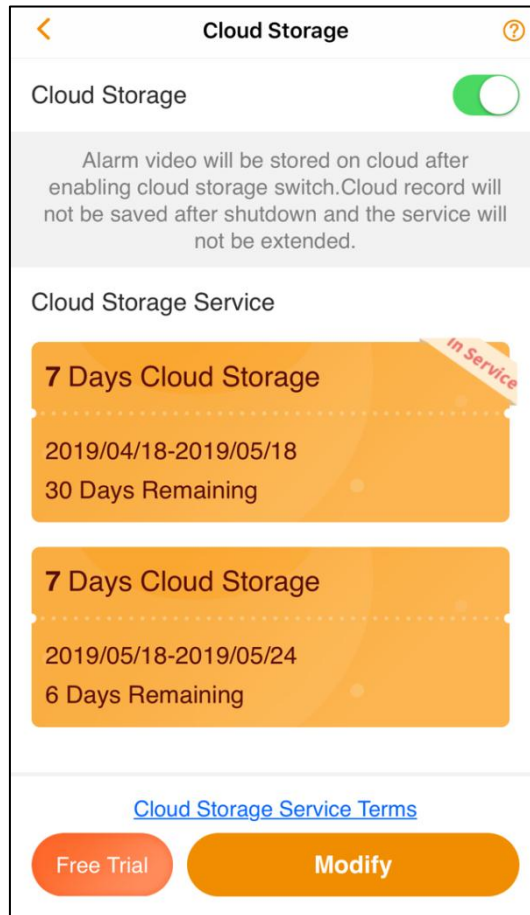 Cloud Storage
?
Cloud Storage
Alarm video will be stored on cloud after
enabling cloud storage switch.Cloud record will
not be saved after shutdown and the service will
not be extended.
Cloud Storage Service
In Service
7 Days Cloud Storage
2019/04/18-2019/05/18
30 Days Remaining
7 Days Cloud Storage
2019/05/18-2019/05/24
6 Days Remaining
Cloud Storage Service Terms
Free Trial
Modify